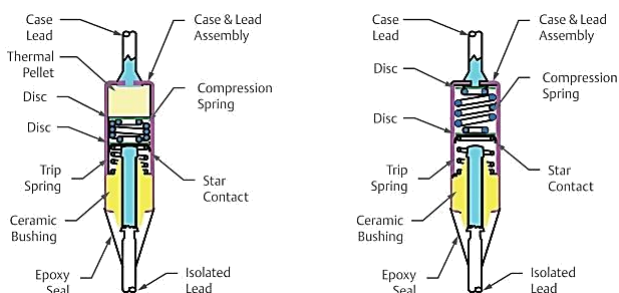 Case
Lead
Case & Lead
Assembly
Thermal
Pellet
Compression
Spring
Disc
Disc
Trip
Spring
Star
Contact
Ceramic
Bushing
Epoxy
Seal
Isolated
Lead
Case
Lead
Case & Lead
Assembly
Disc
Compression
Spring
Disc
Trip
Spring
Star
Contact
Ceramic
Bushing
Epoxy
Seal
Isolated
Lead